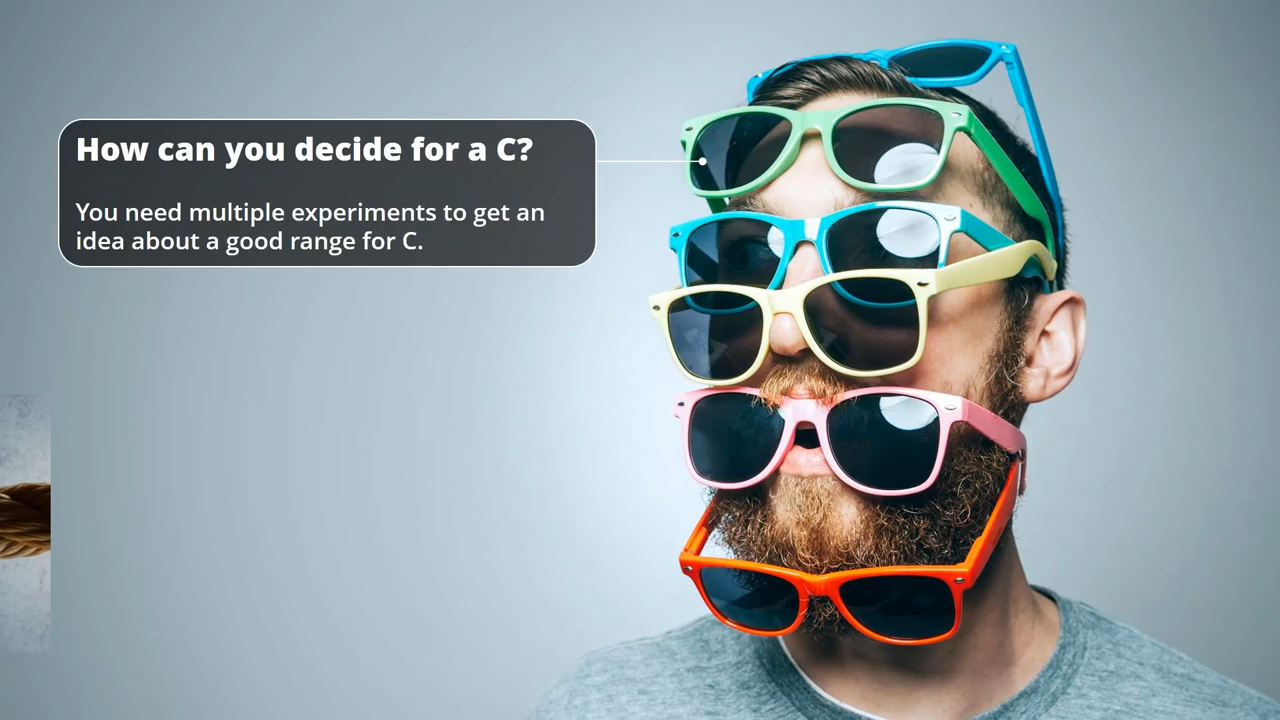 How can you decide for a C?
You need multiple experiments to get an
idea about a good range for C.